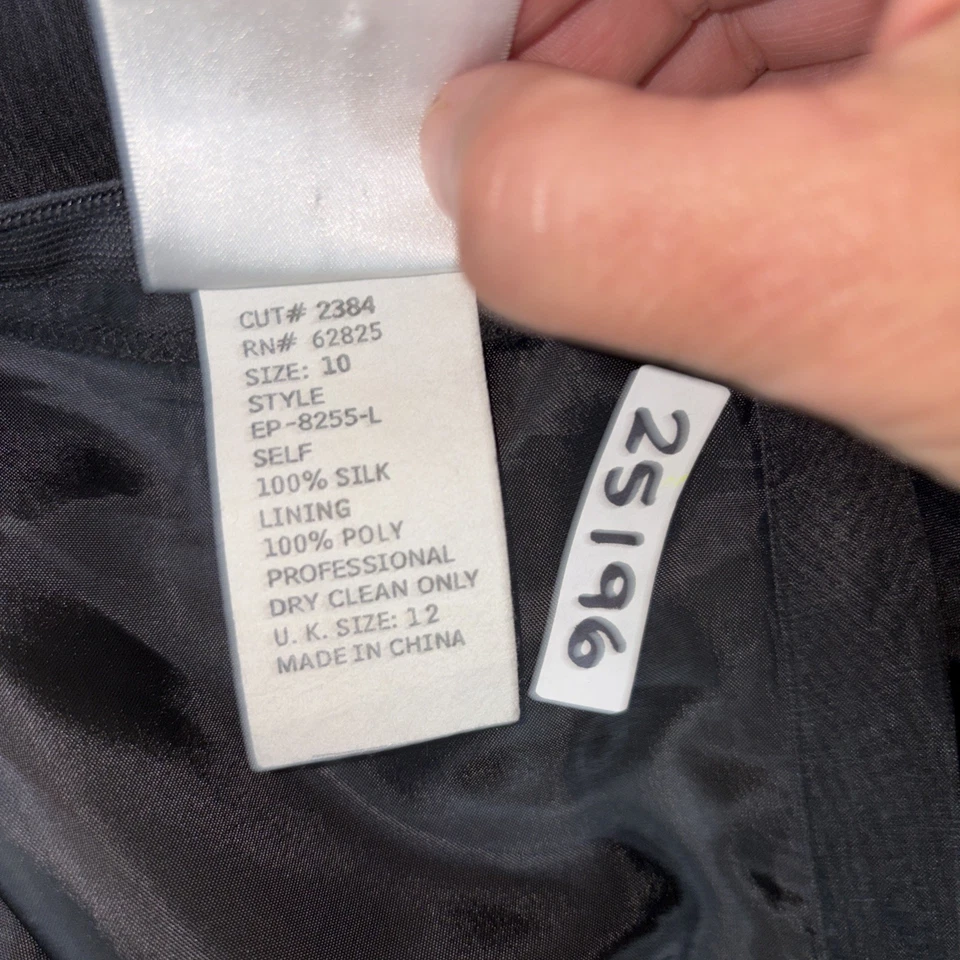 CUT# 2384
RN# 62825
SIZE: 10
STYLE
EP-8255-L
SELF
100% SILK
LINING
100% POLY
PROFESSIONAL
DRY CLEAN ONLY
U. K. SIZE: 12
MADE IN CHINA
25196